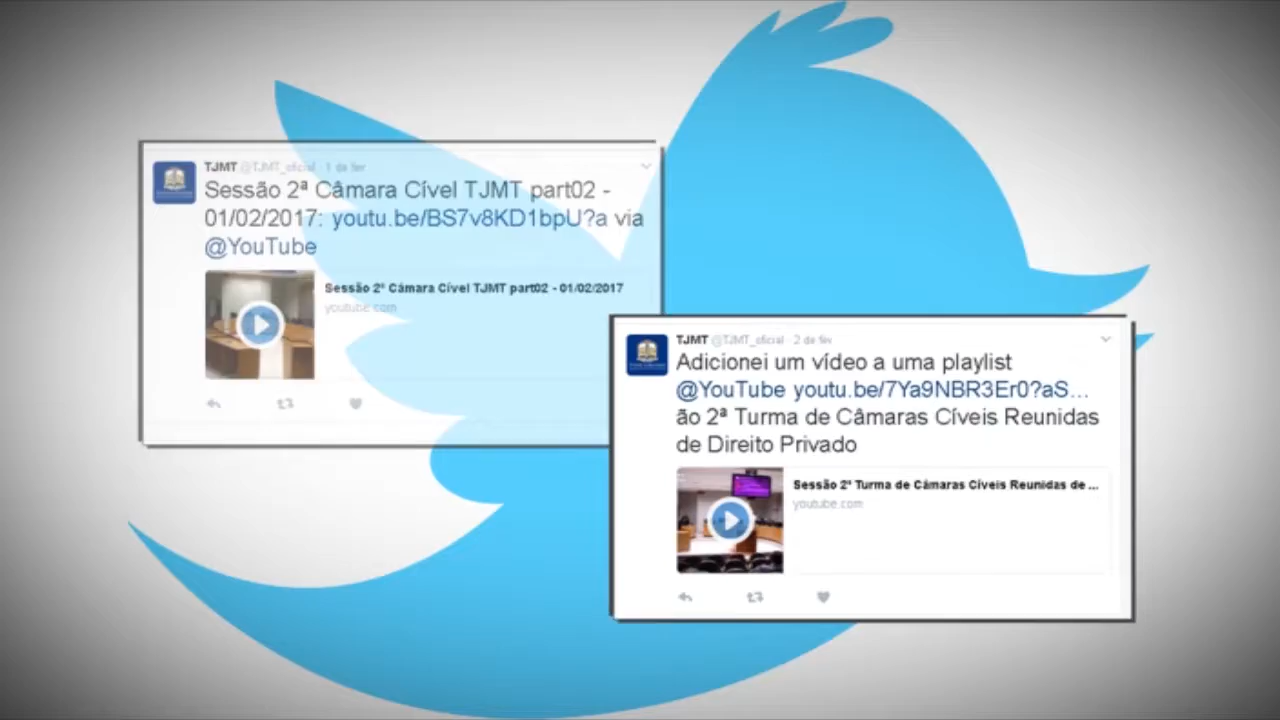 TJMT @TJMT_oficial · 1 de fev
Sessão 2ª Câmara Cível TJMT part02 -
01/02/2017: youtu.be/BS7v8KD1bpU?a via
@YouTube
Sessão 2ª Câmara Cível TJMT part02 - 01/02/2017
youtube.com
TJMT @TJMT_oficial · 2 de fev
Adicionei um vídeo a uma playlist
@YouTube youtu.be/7Ya9NBR3Er0?aS...
ão 2ª Turma de Câmaras Cíveis Reunidas
de Direito Privado
Sessão 2ª Turma de Câmaras Cíveis Reunidas de ...
youtube.com